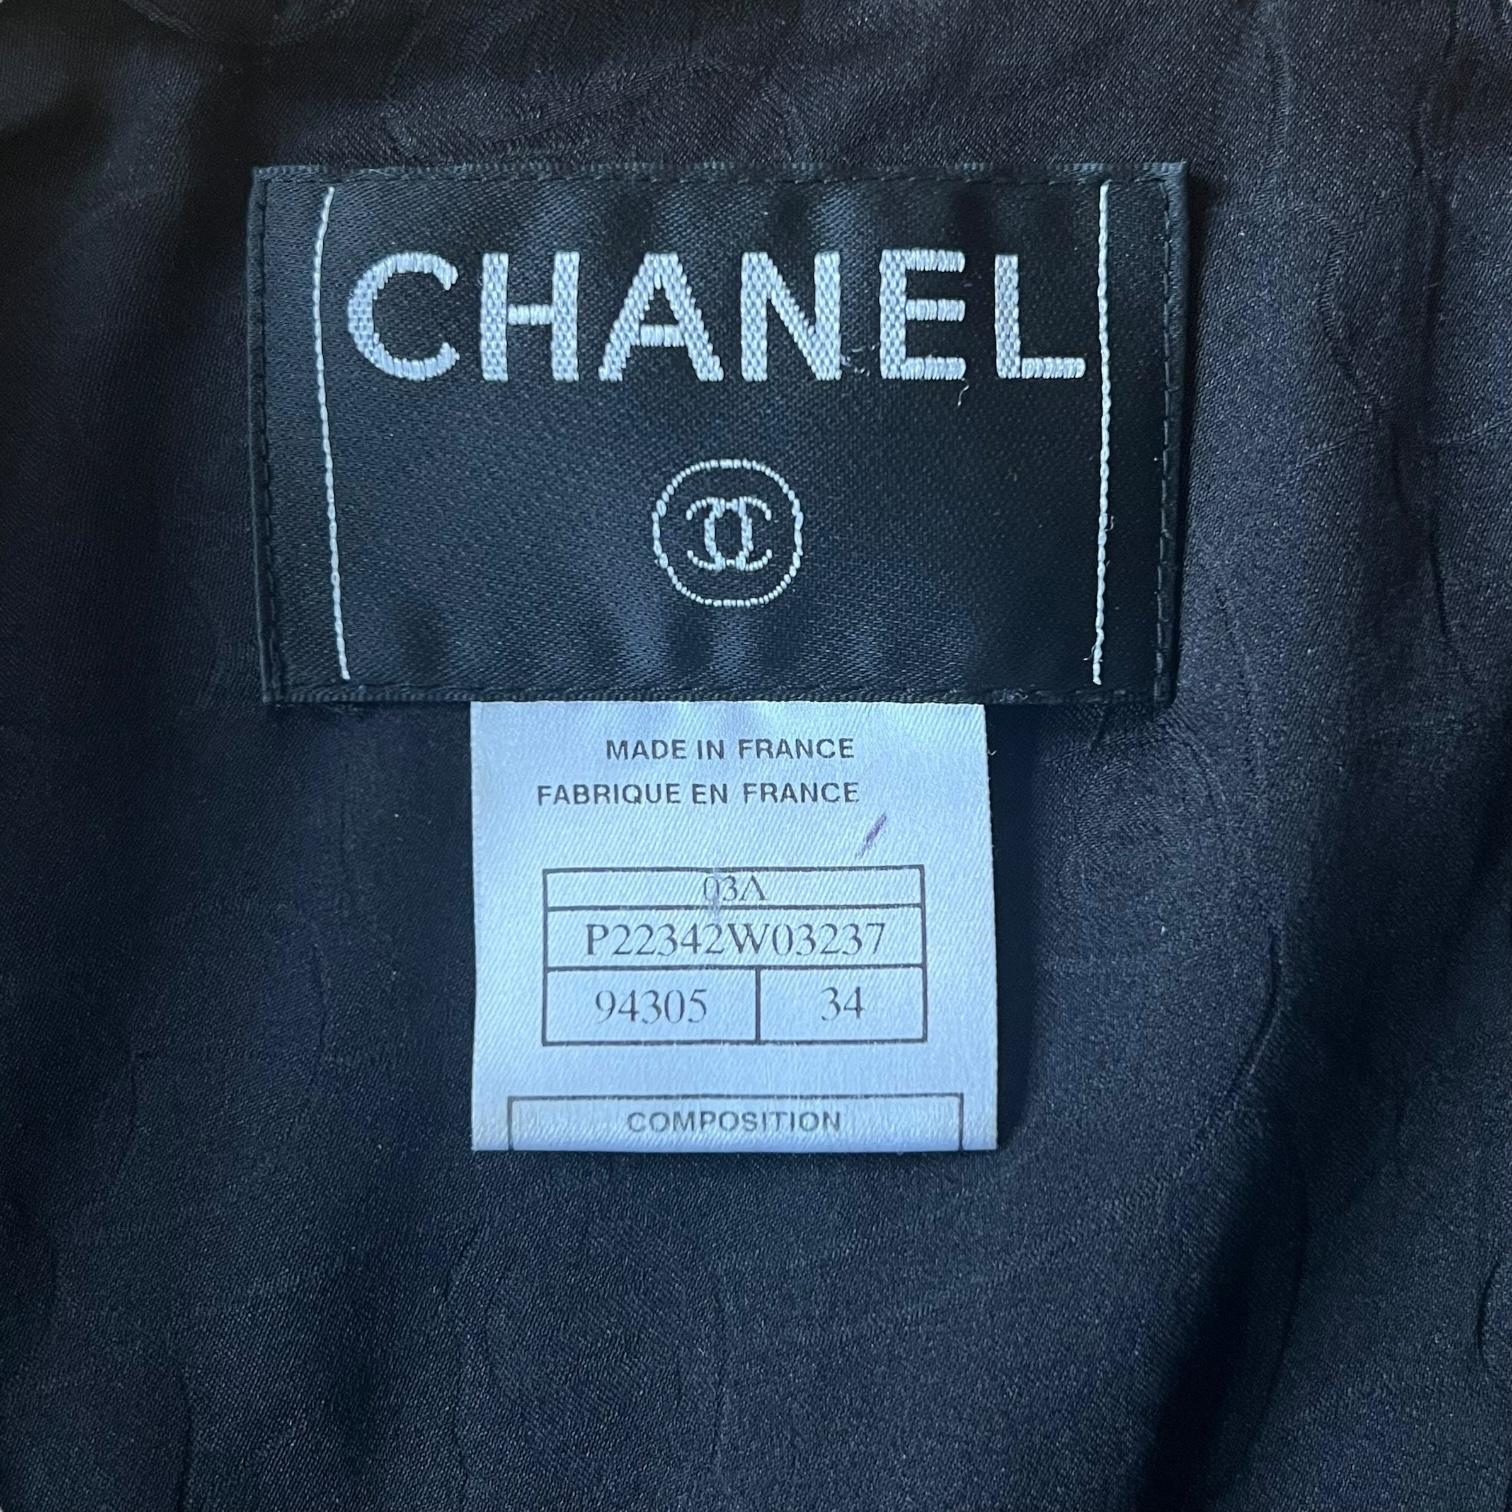 CHANEL
MADE IN FRANCE
FABRIQUE EN FRANCE
03A
P22342W03237
94305 34
COMPOSITION